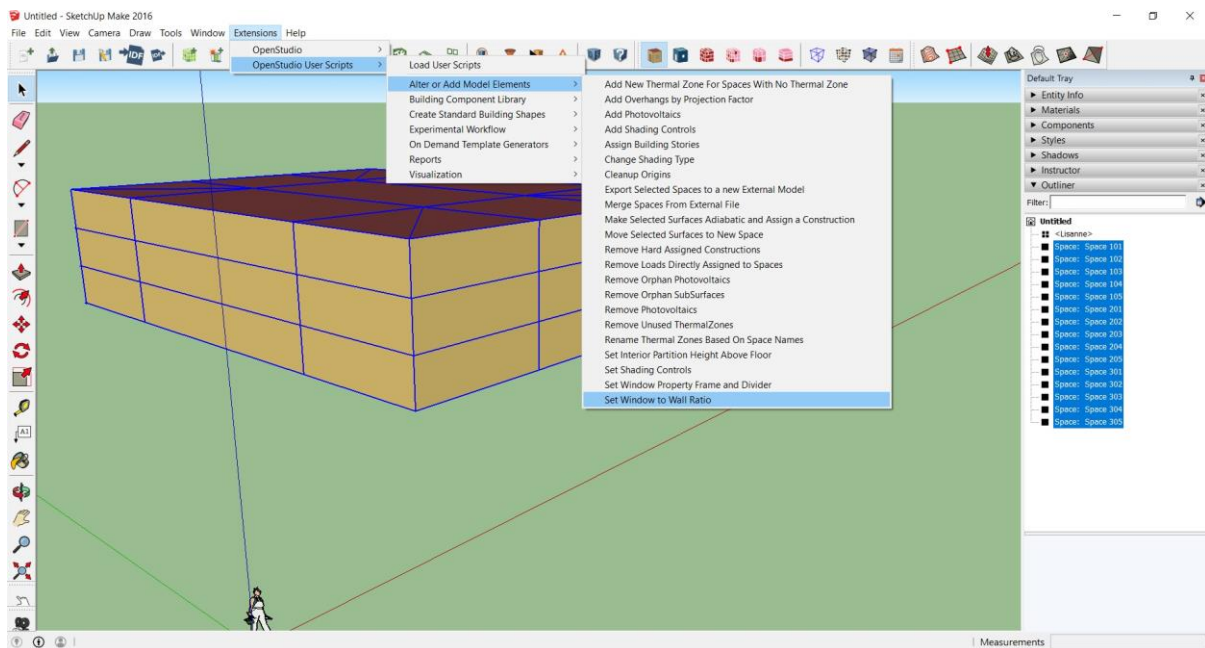 Untitled - SketchUp Make 2016
File Edit View Camera Draw Tools Window Extensions Help
IDF
OpenStudio
OpenStudio User Scripts
Load User Scripts
Alter or Add Model Elements
Building Component Library
Create Standard Building Shapes
Experimental Workflow
On Demand Template Generators
Reports
Visualization
Add New Thermal Zone For Spaces With No Thermal Zone
Add Overhangs by Projection Factor
Add Photovoltaics
Add Shading Controls
Assign Building Stories
Change Shading Type
Cleanup Origins
Export Selected Spaces to a new External Model
Merge Spaces From External File
Make Selected Surfaces Adiabatic and Assign a Construction
Move Selected Surfaces to New Space
Remove Hard Assigned Constructions
Remove Loads Directly Assigned to Spaces
Remove Orphan Photovoltaics
Remove Orphan SubSurfaces
Remove Photovoltaics
Remove Unused ThermalZones
Rename Thermal Zones Based On Space Names
Set Interior Partition Height Above Floor
Set Shading Controls
Set Window Property Frame and Divider
Set Window to Wall Ratio
Default Tray
Entity Info
Materials
Components
Styles
Shadows
Instructor
Outliner
Filter:
Untitled
<Lisanne>
Space: Space 101
Space: Space 102
Space: Space 103
Space: Space 104
Space: Space 105
Space: Space 201
Space: Space 202
Space: Space 203
Space: Space 204
Space: Space 205
Space: Space 301
Space: Space 302
Space: Space 303
Space: Space 304
Space: Space 305
A1
Measurements